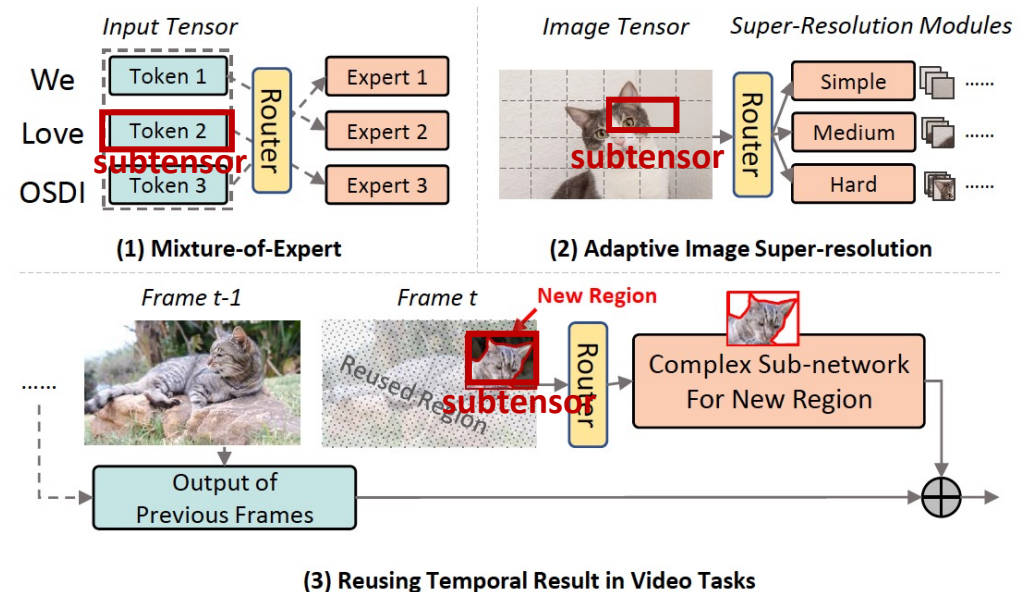 Input Tensor
We
Love
OSDI
Token 1
Token 2
subtensor
Token 3
Router
Expert 1
Expert 2
Expert 3
(1) Mixture-of-Expert
Image Tensor
Super-Resolution Modules
subtensor
Router
Simple
......
Medium
......
Hard
......
(2) Adaptive Image Super-resolution
Frame t-1
Frame t
New Region
......
Reused Region
subtensor
Router
Complex Sub-network
For New Region
Output of
Previous Frames
(3) Reusing Temporal Result in Video Tasks